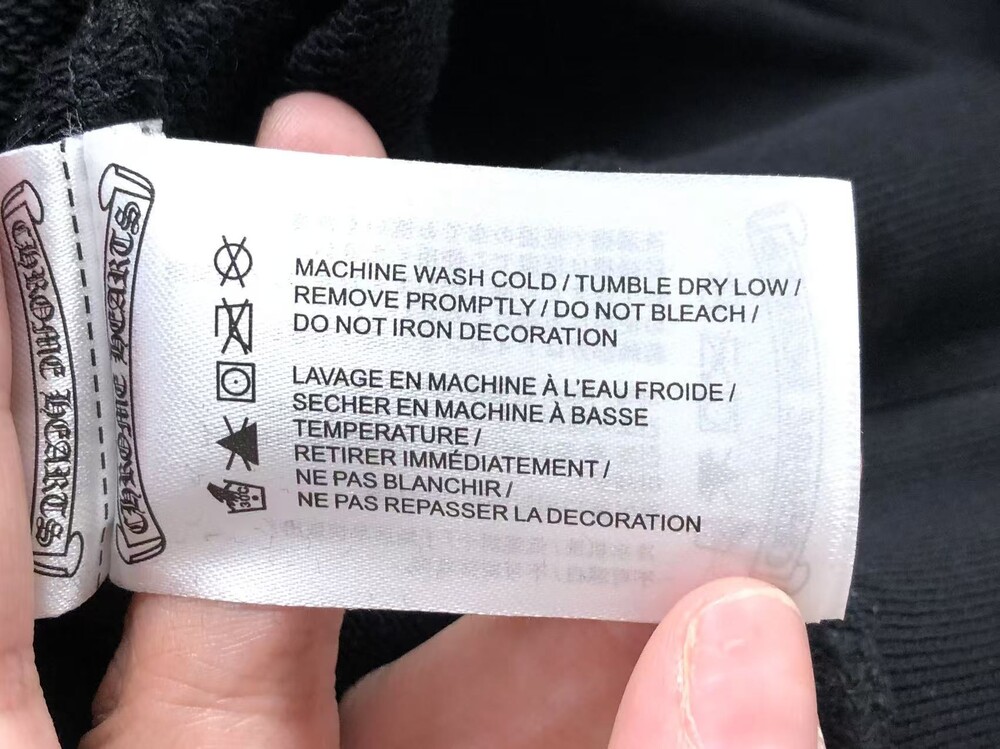 CHROME HEARTS
CHROME HEARTS
MACHINE WASH COLD / TUMBLE DRY LOW /
REMOVE PROMPTLY / DO NOT BLEACH /
DO NOT IRON DECORATION
LAVAGE EN MACHINE À L'EAU FROIDE /
SECHER EN MACHINE À BASSE
TEMPERATURE /
RETIRER IMMÉDIATEMENT /
NE PAS BLANCHIR /
NE PAS REPASSER LA DECORATION
30C